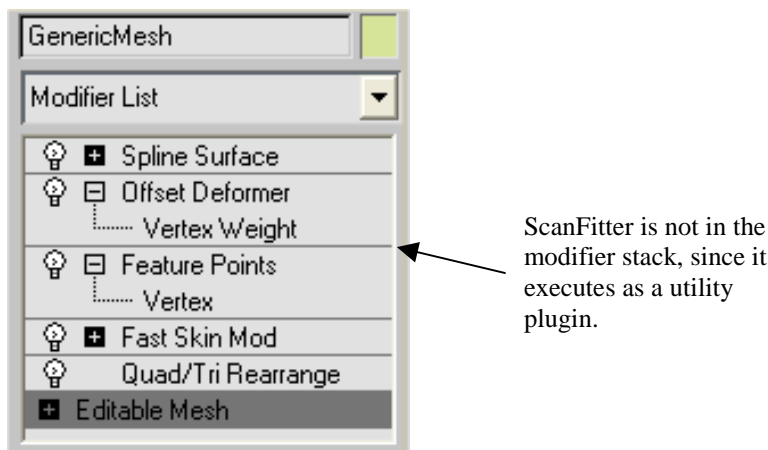 GenericMesh
Modifier List
Spline Surface
Offset Deformer
Vertex Weight
Feature Points
Vertex
Fast Skin Mod
Quad/Tri Rearrange
Editable Mesh
ScanFitter is not in the
modifier stack, since it
executes as a utility
plugin.